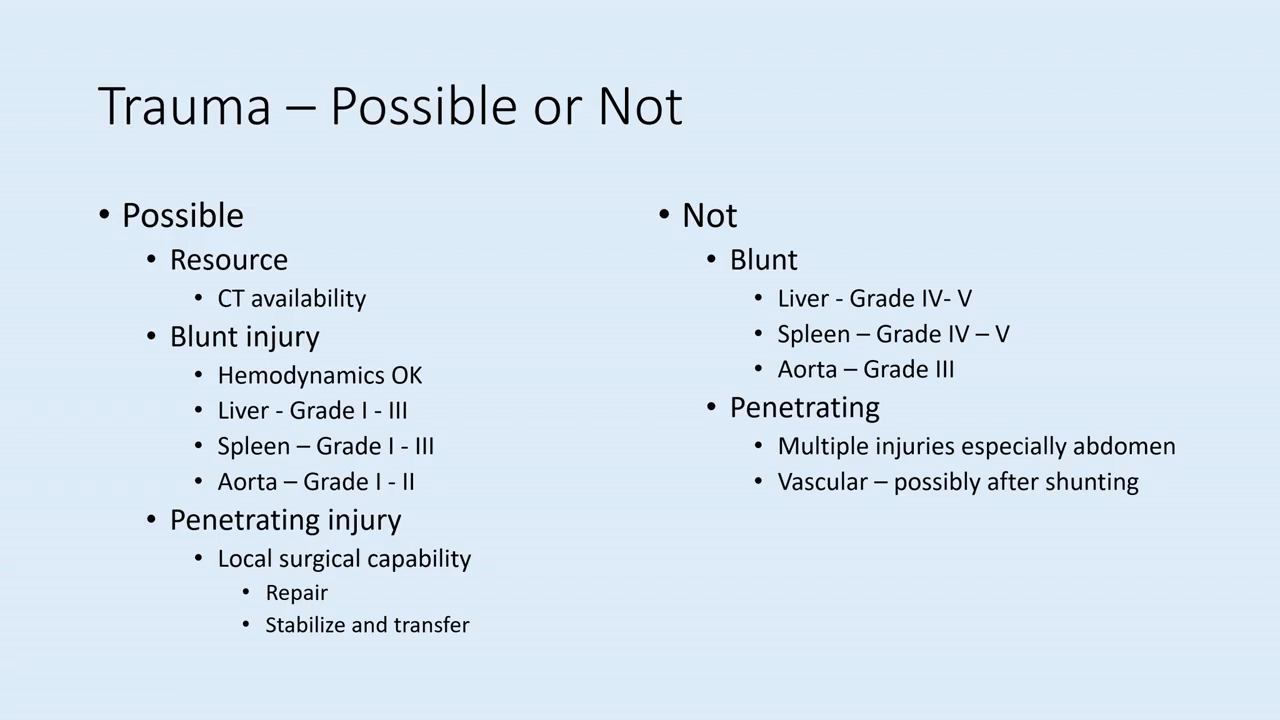 Trauma – Possible or Not
• Possible
• Resource
• CT availability
• Blunt injury
• Hemodynamics OK
• Liver - Grade I - III
• Spleen – Grade I - III
• Aorta – Grade I - II
• Penetrating injury
• Local surgical capability
• Repair
• Stabilize and transfer
• Not
• Blunt
• Liver - Grade IV- V
• Spleen – Grade IV – V
• Aorta – Grade III
• Penetrating
• Multiple injuries especially abdomen
• Vascular – possibly after shunting